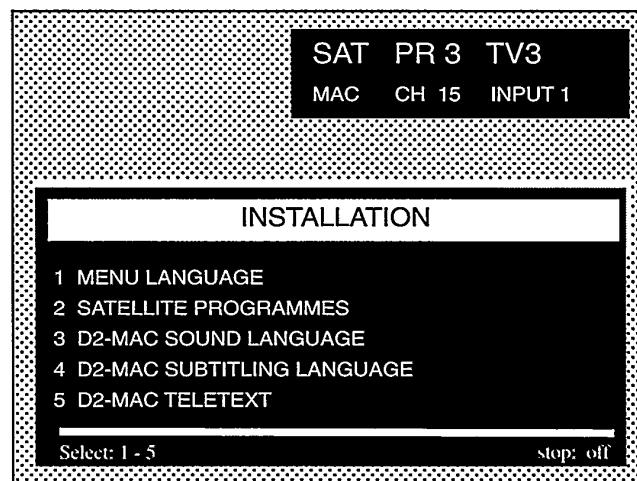 SAT PR 3 TV3
MAC CH 15 INPUT 1
INSTALLATION
1 MENU LANGUAGE
2 SATELLITE PROGRAMMES
3 D2-MAC SOUND LANGUAGE
4 D2-MAC SUBTITLING LANGUAGE
5 D2-MAC TELETEXT
Select: 1 - 5 stop: off